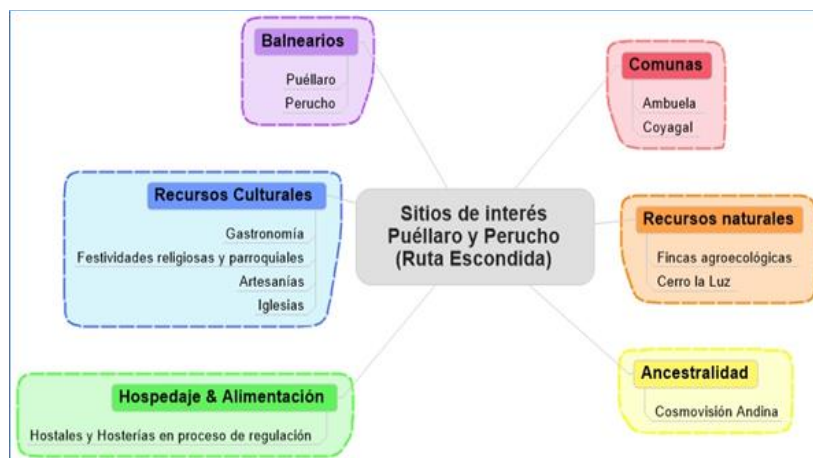 Balnearios
Puéllaro
Perucho
Comunas
Ambuela
Coyagal
Recursos Culturales
Gastronomía
Festividades religiosas y parroquiales
Artesanías
Iglesias
Sitios de interés
Puéllaro y Perucho
(Ruta Escondida)
Recursos naturales
Fincas agroecológicas
Cerro la Luz
Hospedaje & Alimentación
Hostales y Hosterías en proceso de regulación
Ancestralidad
Cosmovisión Andina